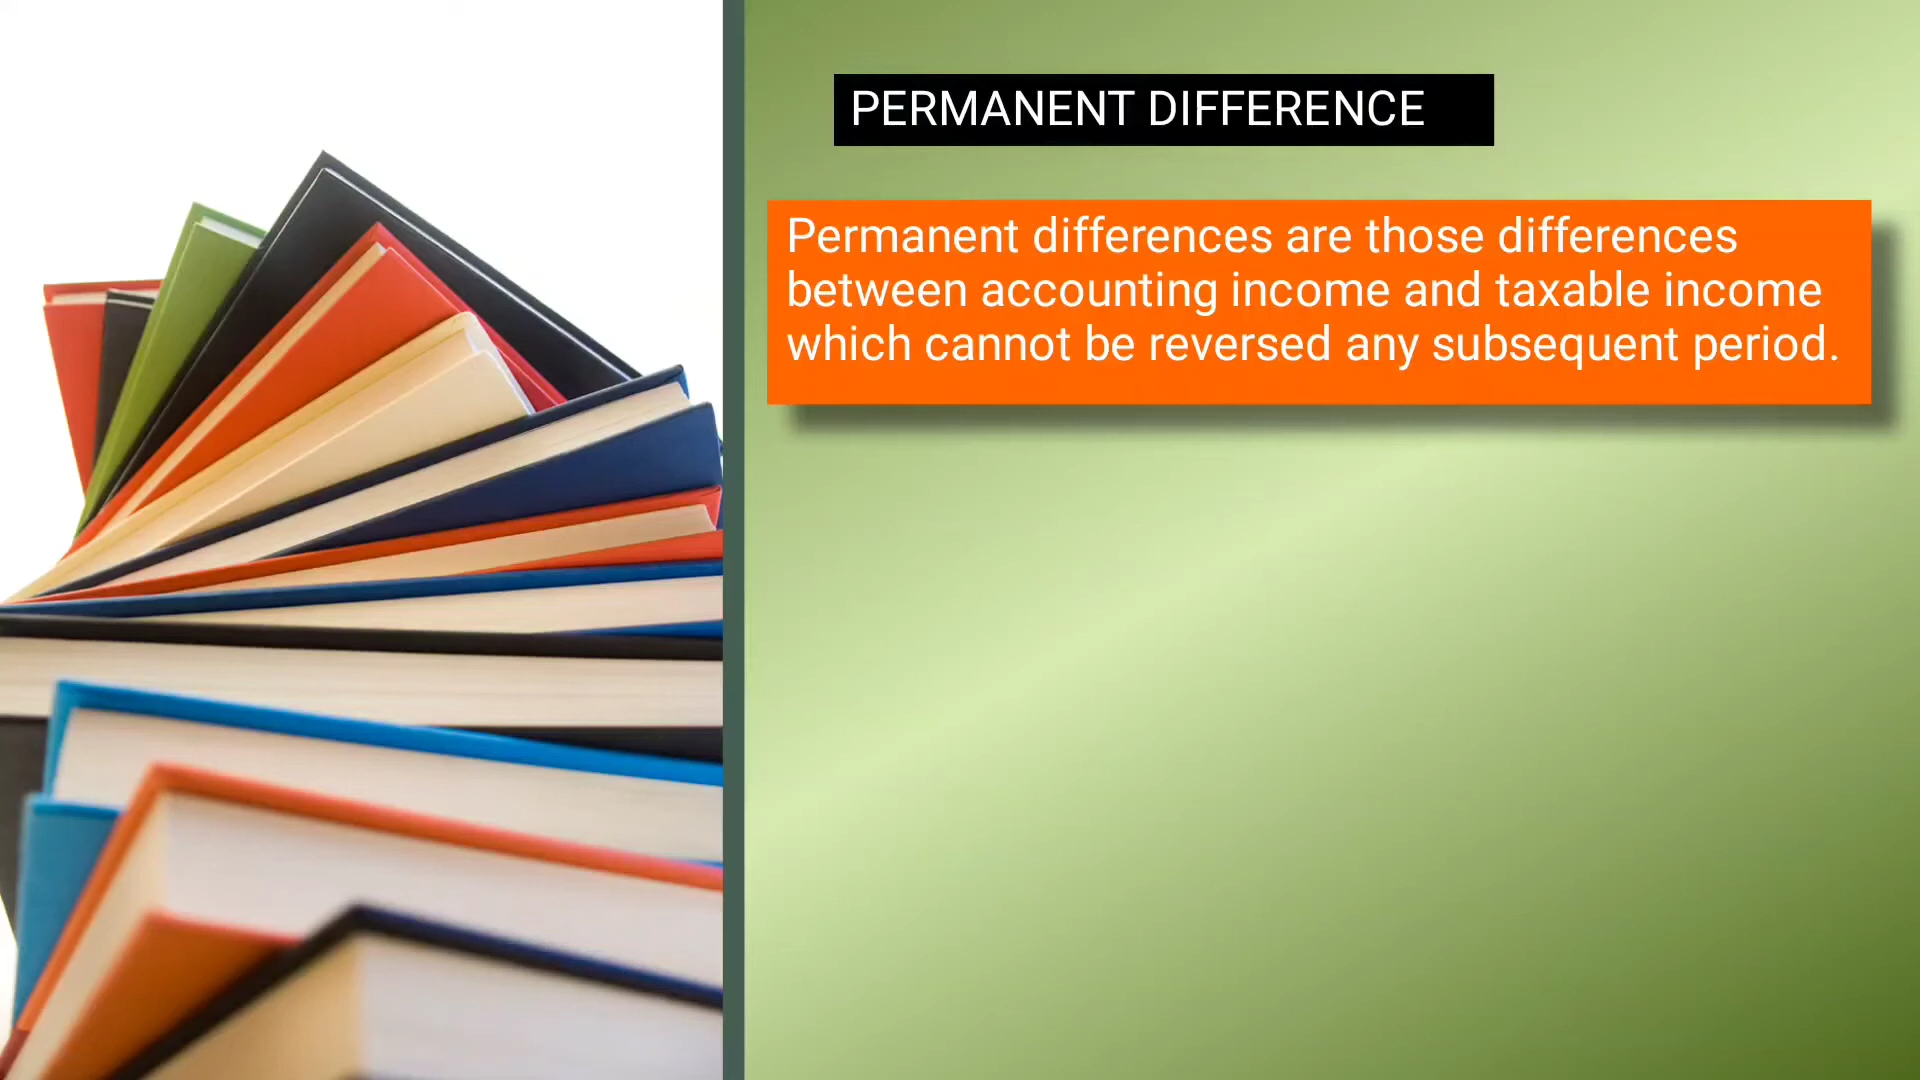 PERMANENT DIFFERENCE
Permanent differences are those differences
between accounting income and taxable income
which cannot be reversed any subsequent period.